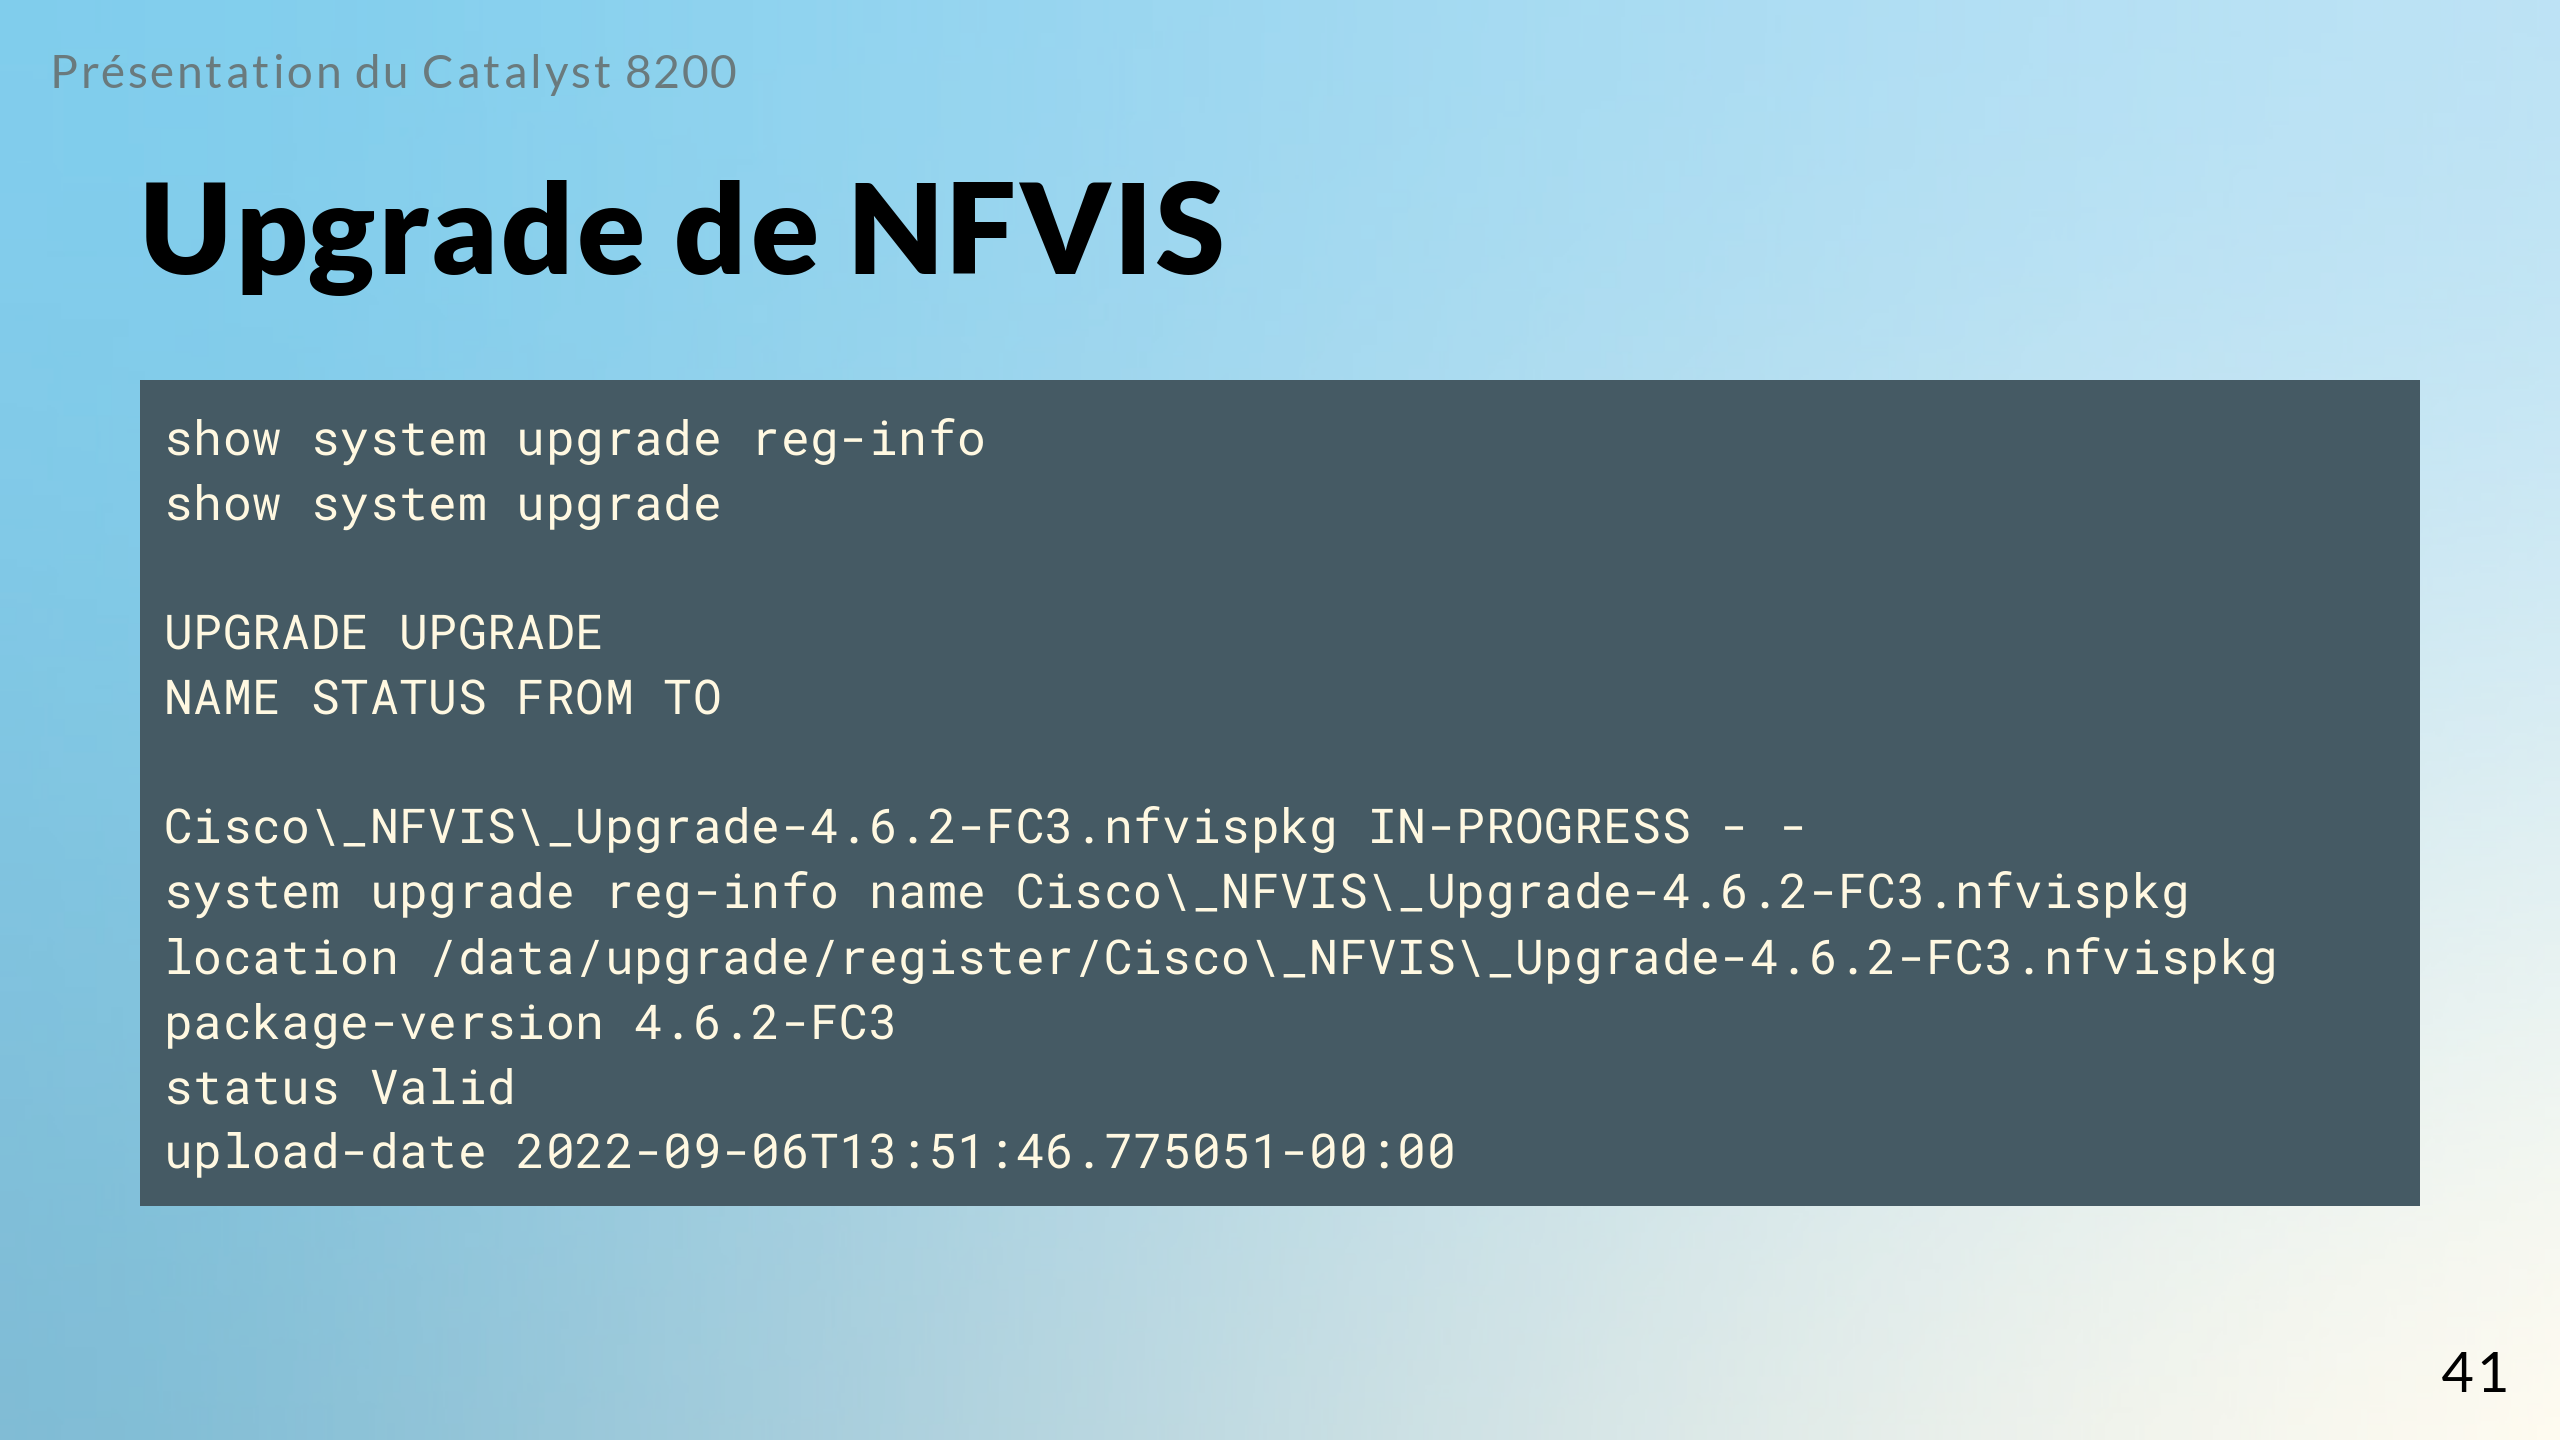 Présentation du Catalyst 8200
Upgrade de NFVIS
show system upgrade reg-info
show system upgrade
UPGRADE UPGRADE
NAME STATUS FROM TO
Cisco\_NFVIS\_Upgrade-4.6.2-FC3.nfvispkg IN-PROGRESS - -
system upgrade reg-info name Cisco\_NFVIS\_Upgrade-4.6.2-FC3.nfvispkg
location /data/upgrade/register/Cisco\_NFVIS\_Upgrade-4.6.2-FC3.nfvispkg
package-version 4.6.2-FC3
status Valid
upload-date 2022-09-06T13:51:46.775051-00:00
41